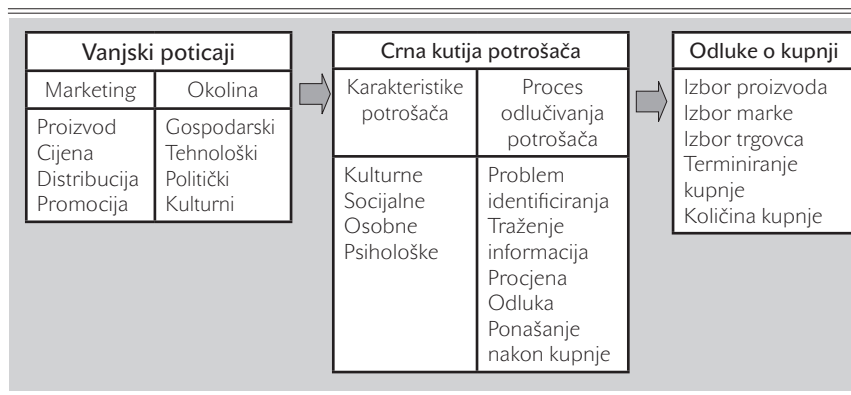 Vanjski poticaji
Marketing
Okolina
Proizvod
Cijena
Distribucija
Promocija
Gospodarski
Tehnološki
Politički
Kulturni
Crna kutija potrošača
Karakteristike
potrošača
Proces
odlučivanja
potrošača
Kulturne
Socijalne
Osobne
Psihološke
Problem
identificiranja
Traženje
informacija
Procjena
Odluka
Ponašanje
nakon kupnje
Odluke o kupnji
Izbor proizvoda
Izbor marke
Izbor trgovca
Terminiranje
kupnje
Količina kupnje